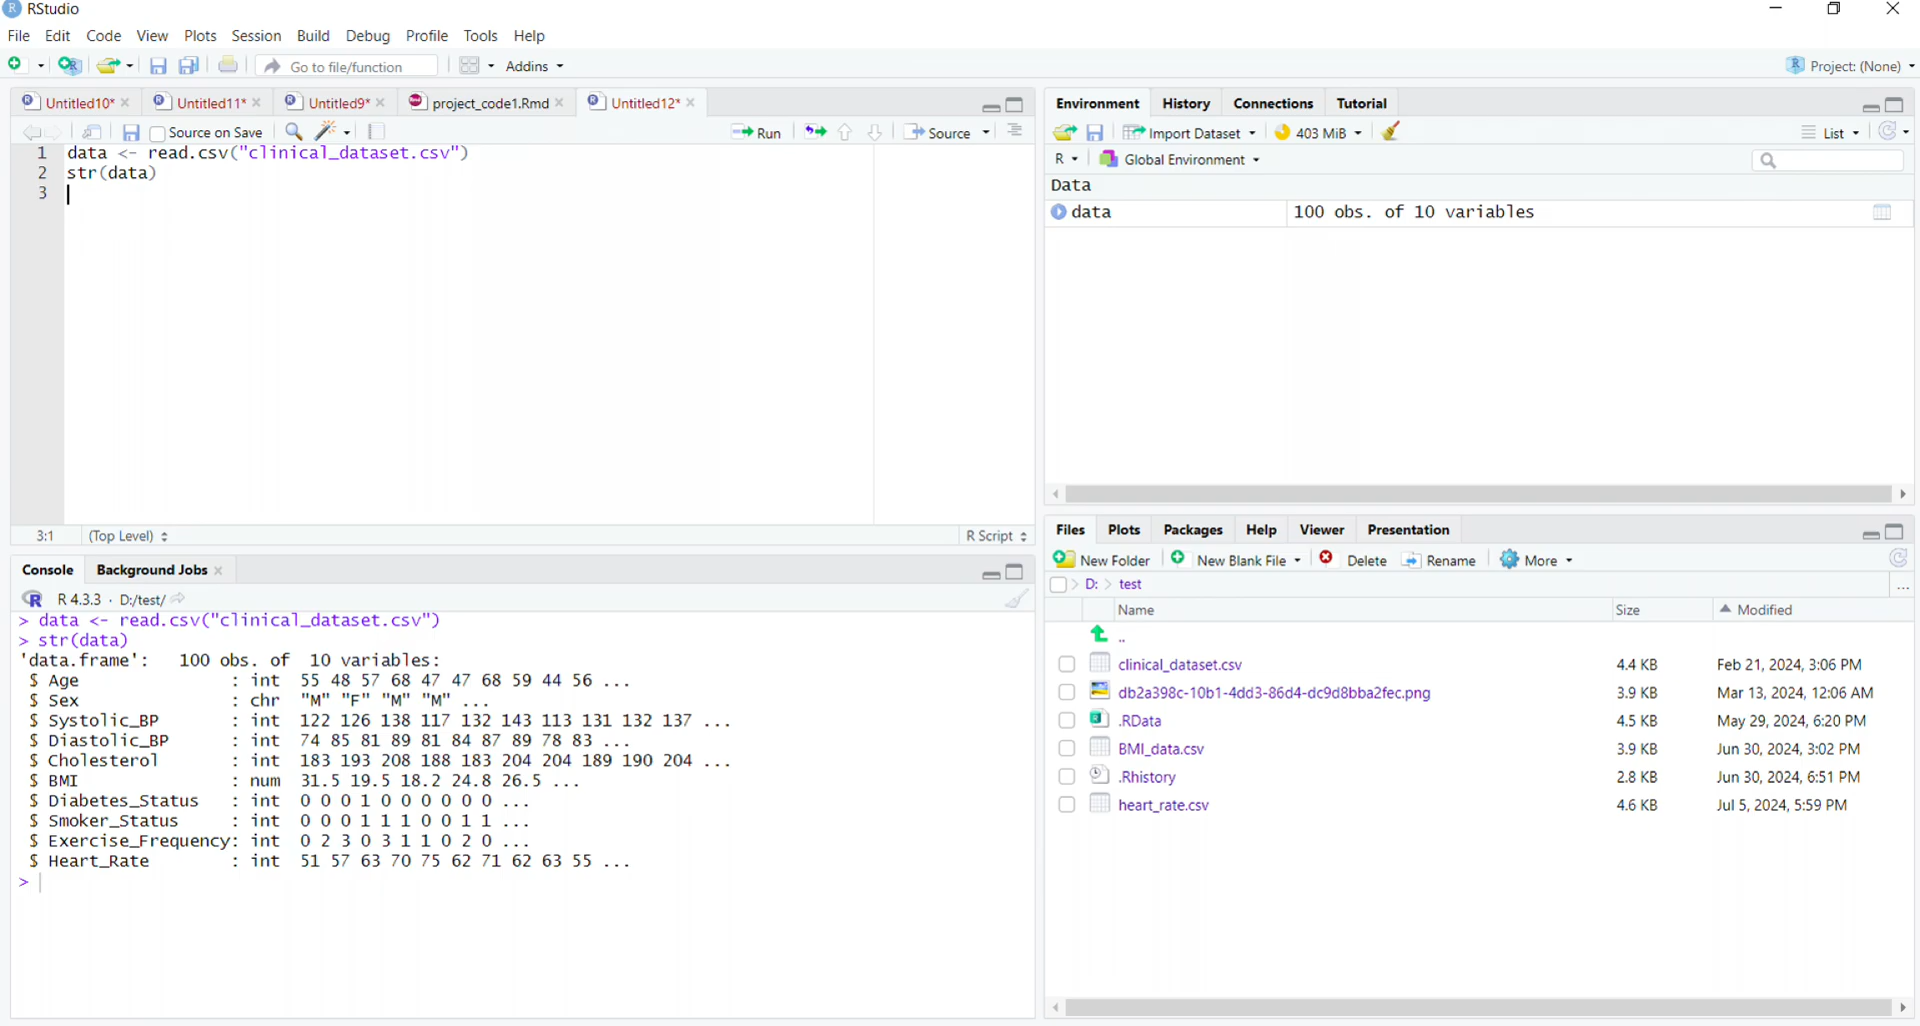 RStudio
File Edit Code View Plots Session Build Debug Profile Tools Help
Go to file/function Addins Project: (None)
Untitled10* Untitled11* Untitled9* project_code1.Rmd Untitled12*
Source on Save Run Source
1 data <- read.csv("clinical_dataset.csv")
2 str(data)
3
3:1 (Top Level) R Script
Console Background Jobs
R 4.3.3 · D:/test/
> data <- read.csv("clinical_dataset.csv")
> str(data)
'data.frame': 100 obs. of 10 variables:
$ Age : int 55 48 57 68 47 47 68 59 44 56 ...
$ Sex : chr "M" "F" "M" "M" ...
$ Systolic_BP : int 122 126 138 117 132 143 113 131 132 137 ...
$ Diastolic_BP : int 74 85 81 89 81 84 87 89 78 83 ...
$ Cholesterol : int 183 193 208 188 183 204 204 189 190 204 ...
$ BMI : num 31.5 19.5 18.2 24.8 26.5 ...
$ Diabetes_Status : int 0 0 0 1 0 0 0 0 0 0 ...
$ Smoker_Status : int 0 0 0 1 1 1 0 0 1 1 ...
$ Exercise_Frequency: int 0 2 3 0 3 1 1 0 2 0 ...
$ Heart_Rate : int 51 57 63 70 75 62 71 62 63 55 ...
>
Environment History Connections Tutorial
Import Dataset 403 MiB List
R Global Environment
Data
data 100 obs. of 10 variables
Files Plots Packages Help Viewer Presentation
New Folder New Blank File Delete Rename More
D: > test ...
Name Size Modified
..
clinical_dataset.csv 4.4 KB Feb 21, 2024, 3:06 PM
db2a398c-10b1-4dd3-86d4-dc9d8bba2fec.png 3.9 KB Mar 13, 2024, 12:06 AM
.RData 4.5 KB May 29, 2024, 6:20 PM
BMI_data.csv 3.9 KB Jun 30, 2024, 3:02 PM
.Rhistory 2.8 KB Jun 30, 2024, 6:51 PM
heart_rate.csv 4.6 KB Jul 5, 2024, 5:59 PM